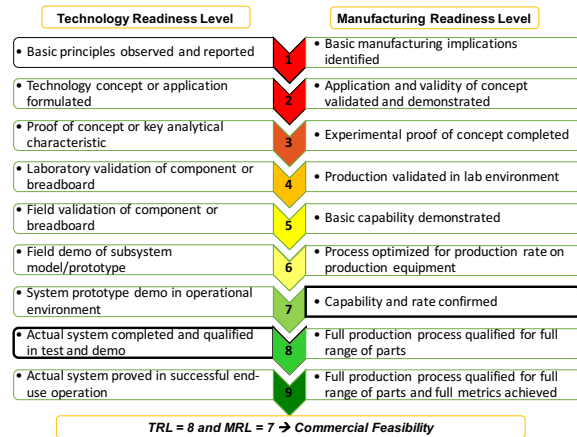 Technology Readiness Level
Manufacturing Readiness Level
• Basic principles observed and reported
1
• Basic manufacturing implications
identified
• Technology concept or application
formulated
2
• Application and validity of concept
validated and demonstrated
• Proof of concept or key analytical
characteristic
3
• Experimental proof of concept completed
• Laboratory validation of component or
breadboard
4
• Production validated in lab environment
• Field validation of component or
breadboard
5
• Basic capability demonstrated
• Field demo of subsystem
model/prototype
6
• Process optimized for production rate on
production equipment
• System prototype demo in operational
environment
7
• Capability and rate confirmed
• Actual system completed and qualified
in test and demo
8
• Full production process qualified for full
range of parts
• Actual system proved in successful end-
use operation
9
• Full production process qualified for full
range of parts and full metrics achieved
TRL = 8 and MRL = 7 → Commercial Feasibility